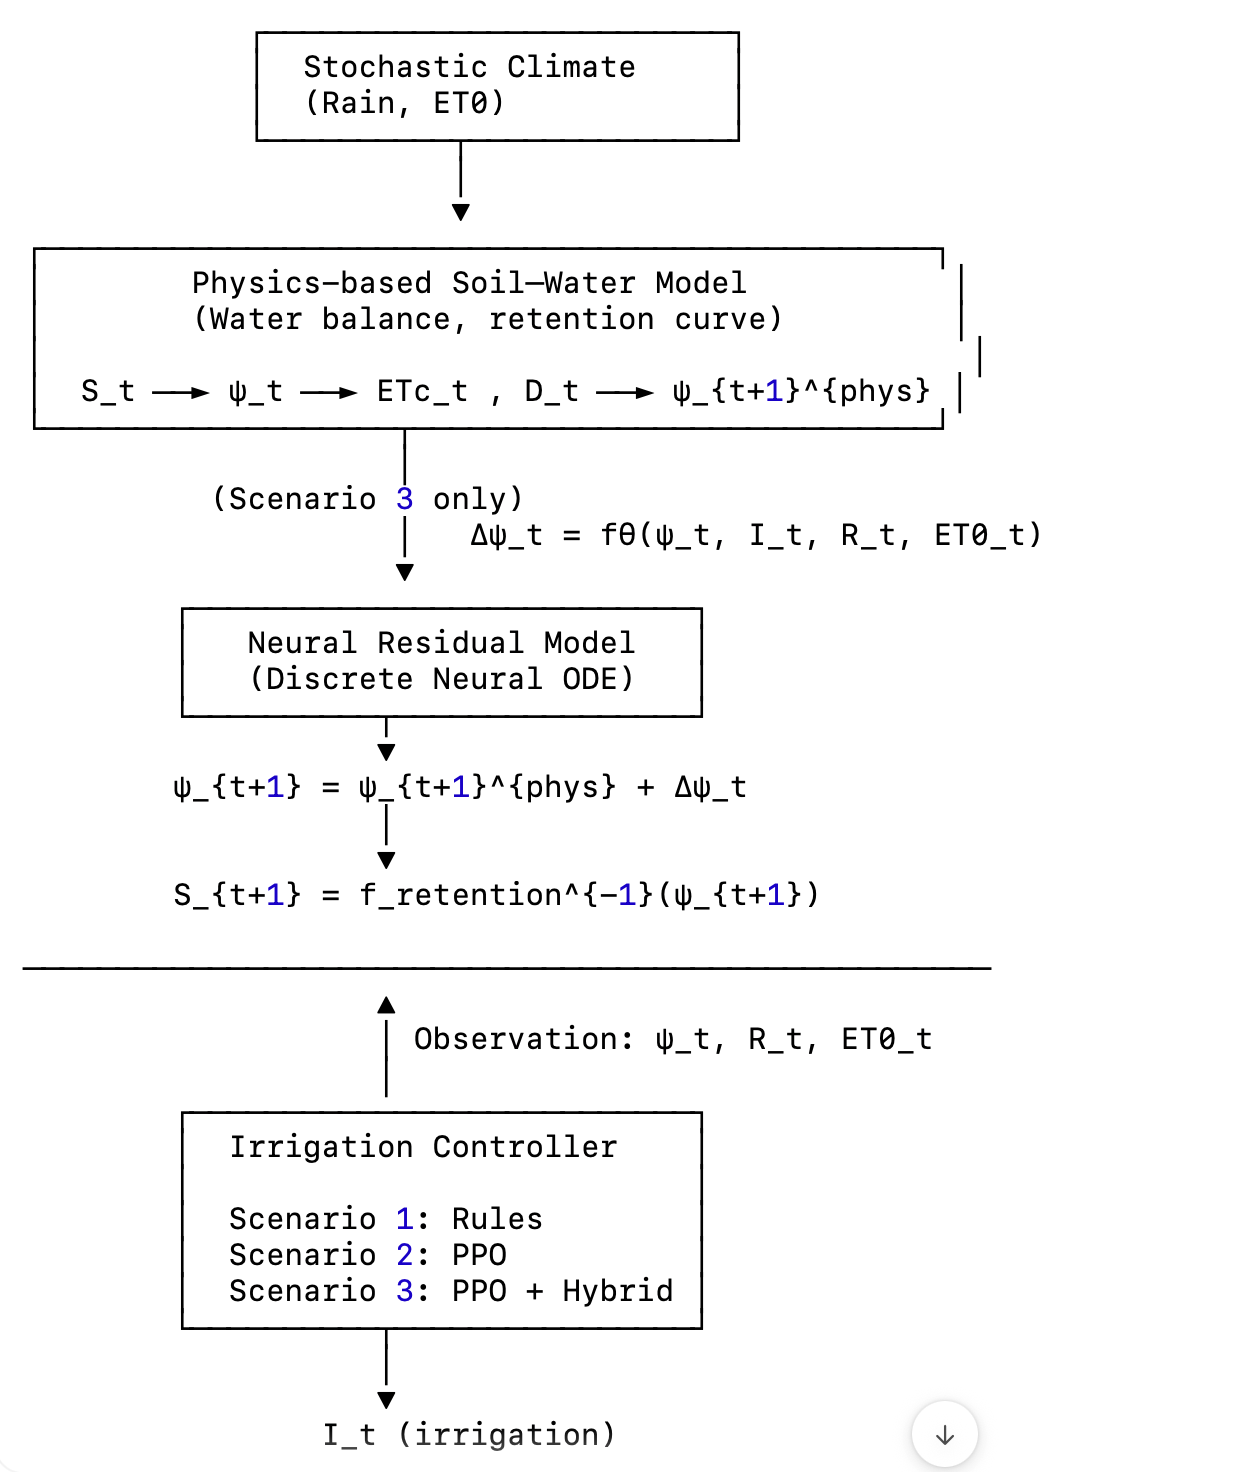 Stochastic Climate
(Rain, ET0)
Physics–based Soil–Water Model
(Water balance, retention curve)
S_t ──► ψ_t ──► ETc_t , D_t ──► ψ_{t+1}^{phys}
(Scenario 3 only)
Δψ_t = fθ(ψ_t, I_t, R_t, ET0_t)
Neural Residual Model
(Discrete Neural ODE)
ψ_{t+1} = ψ_{t+1}^{phys} + Δψ_t
S_{t+1} = f_retention^{–1}(ψ_{t+1})
Observation: ψ_t, R_t, ET0_t
Irrigation Controller
Scenario 1: Rules
Scenario 2: PPO
Scenario 3: PPO + Hybrid
I_t (irrigation)